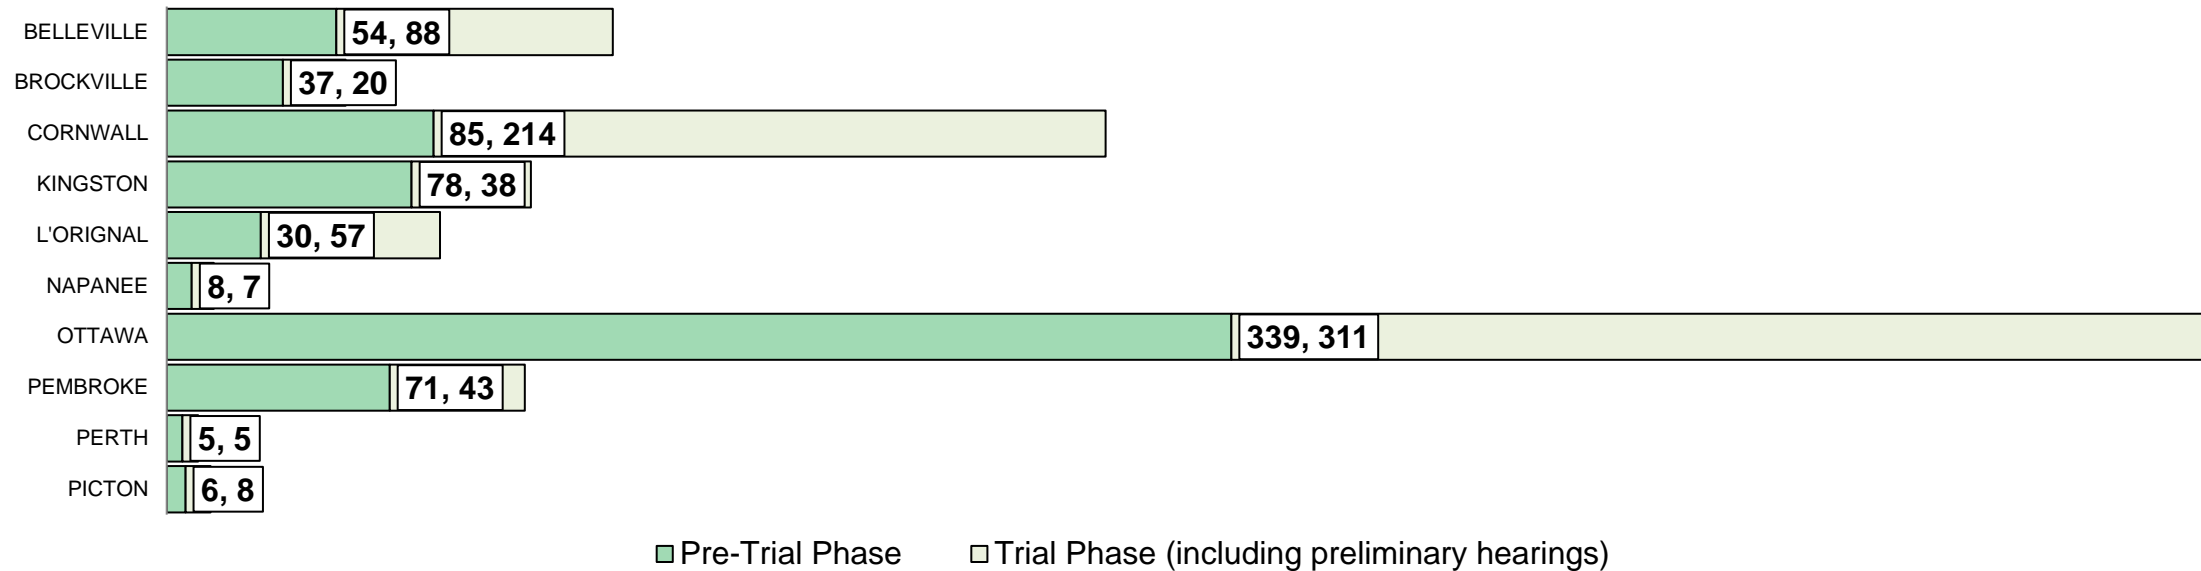 BELLEVILLE 54, 88
BROCKVILLE 37, 20
CORNWALL 85, 214
KINGSTON 78, 38
L'ORIGNAL 30, 57
NAPANEE 8, 7
OTTAWA 339, 311
PEMBROKE 71, 43
PERTH 5, 5
PICTON 6, 8
Pre-Trial Phase Trial Phase (including preliminary hearings)